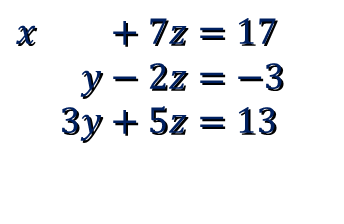 x + 7z = 17
y − 2z = −3
3y + 5z = 13